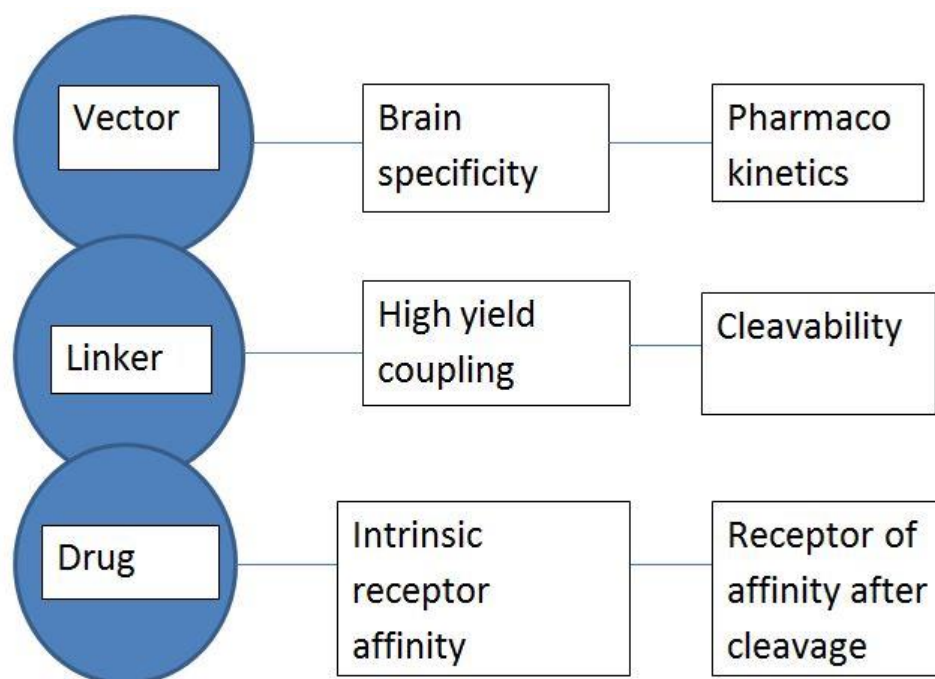 Vector
Brain
specificity
Pharmaco
kinetics
Linker
High yield
coupling
Cleavability
Drug
Intrinsic
receptor
affinity
Receptor of
affinity after
cleavage